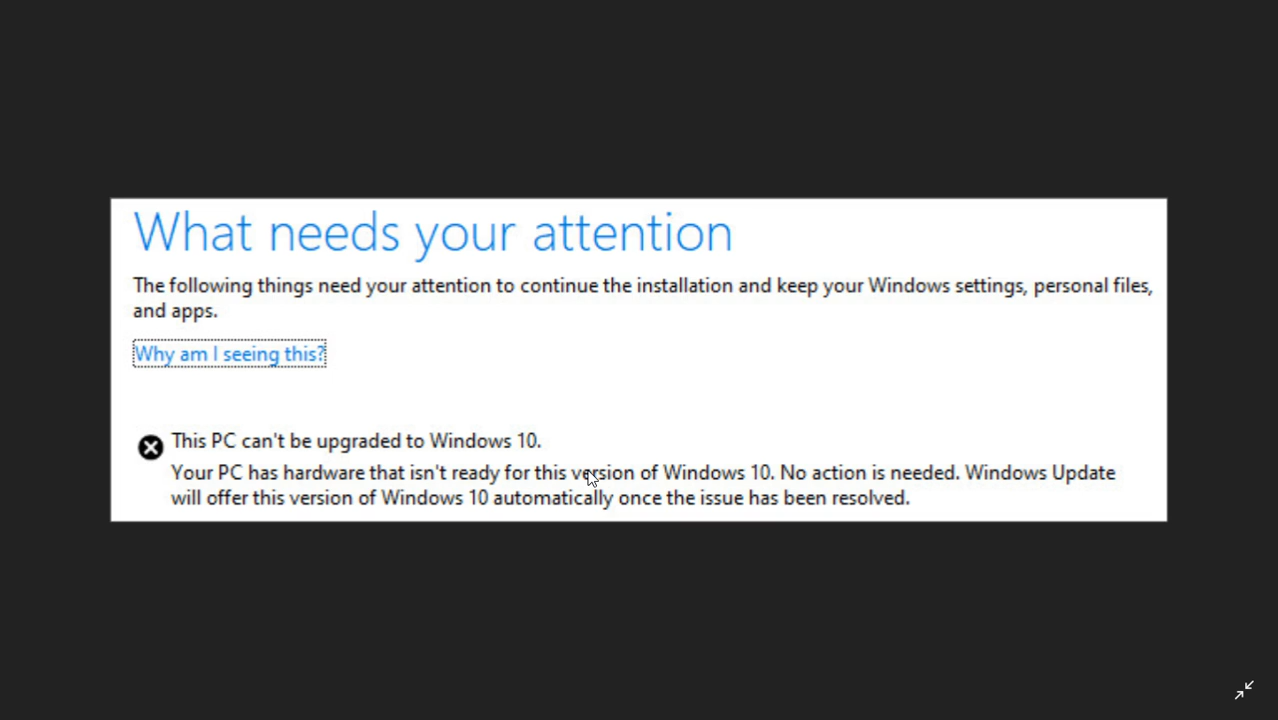 What needs your attention
The following things need your attention to continue the installation and keep your Windows settings, personal files,
and apps.
Why am I seeing this?
This PC can't be upgraded to Windows 10.
Your PC has hardware that isn't ready for this version of Windows 10. No action is needed. Windows Update
will offer this version of Windows 10 automatically once the issue has been resolved.